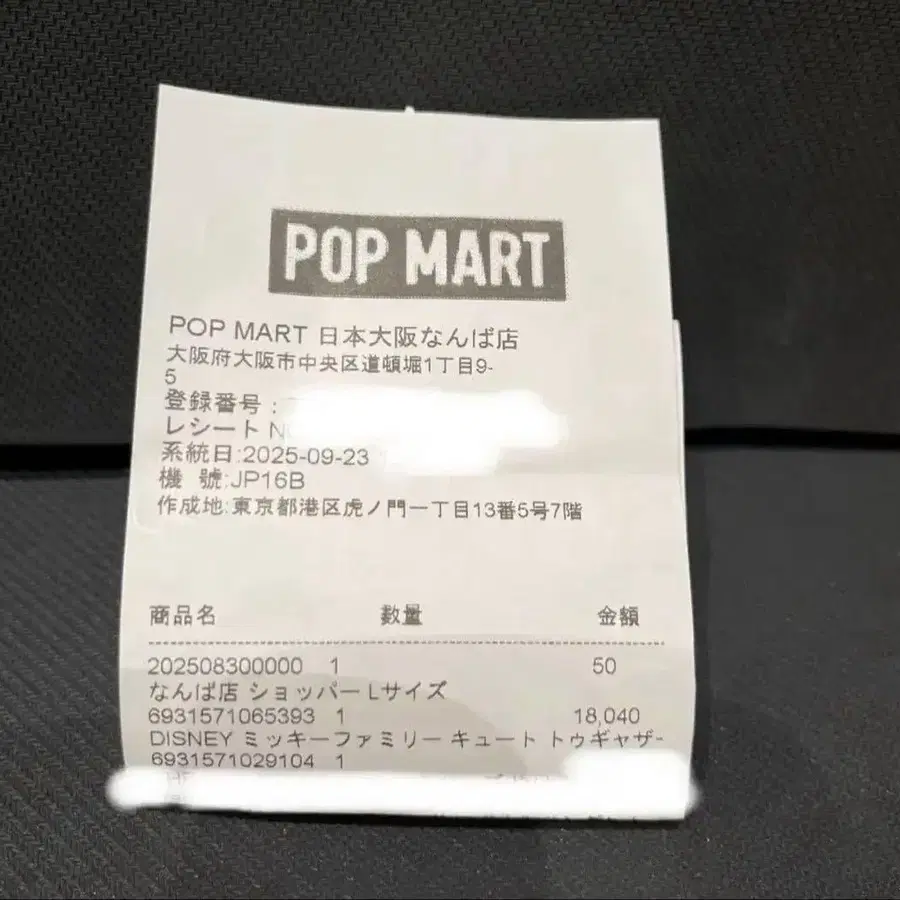 POP MART
POP MART 日本大阪なんば店
大阪府大阪市中央区道頓堀1丁目9-
5
登録番号:
レシート
系統日:2025-09-23
機 號:JP16B
作成地:東京都港区虎ノ門一丁目13番5号7階
商品名 数量 金額
202508300000 1 50
なんば店 ショッパーLサイズ
6931571065393 1 18,040
DISNEY ミッキーファミリー キュート トゥギャザー
6931571029104 1